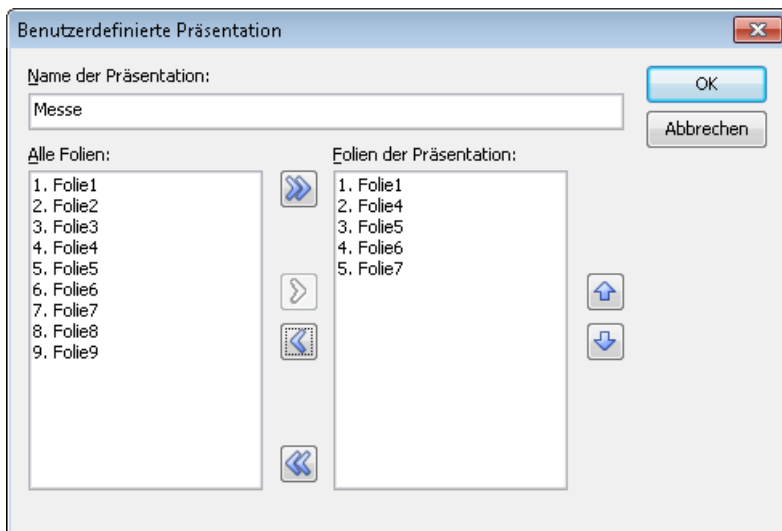 Benutzerdefinierte Präsentation
Name der Präsentation:
Messe
OK
Abbrechen
Alle Folien:
1. Folie1
2. Folie2
3. Folie3
4. Folie4
5. Folie5
6. Folie6
7. Folie7
8. Folie8
9. Folie9
Folien der Präsentation:
1. Folie1
2. Folie4
3. Folie5
4. Folie6
5. Folie7